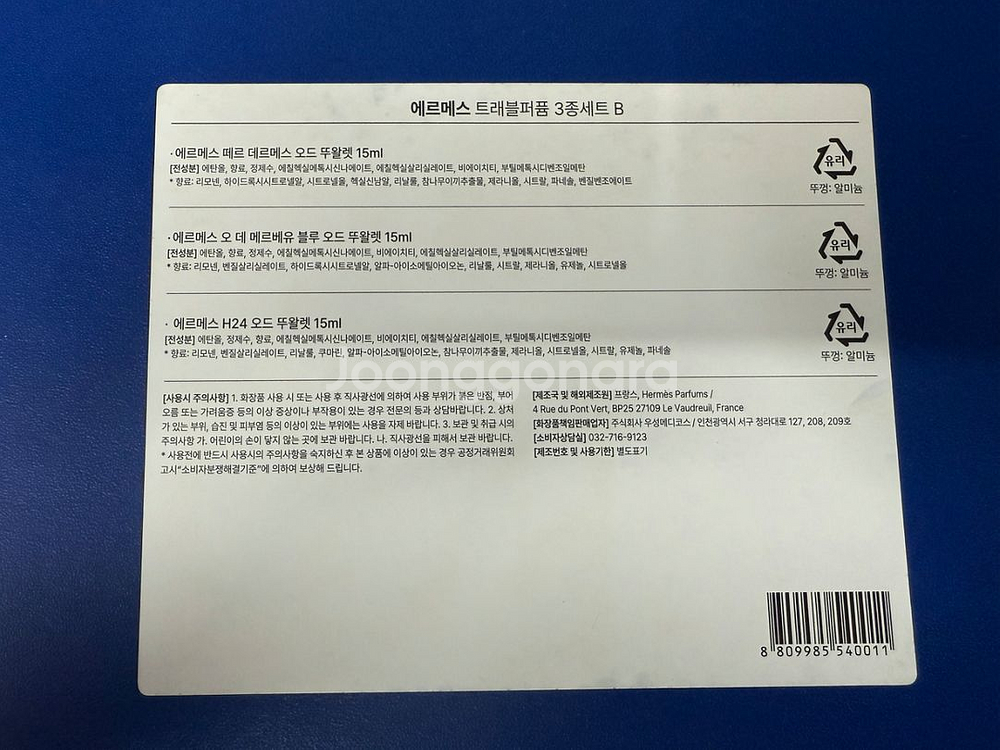 에르메스 트래블퍼퓸 3종세트 B
· 에르메스 떼르 데르메스 오드 뚜왈렛 15ml
[전성분] 에탄올, 향료, 정제수, 에칠헥실메톡시신나메이트, 에칠헥실살리실레이트, 비에이치티, 부틸메톡시디벤조일메탄
* 향료: 리모넨, 하이드록시시트로넬알, 시트로넬올, 헥실신남알, 리날룰, 참나무이끼추출물, 제라니올, 시트랄, 파네솔, 벤질벤조에이트
유리
뚜껑: 알미늄
· 에르메스 오 데 메르베유 블루 오드 뚜왈렛 15ml
[전성분] 에탄올, 향료, 정제수, 에칠헥실메톡시신나메이트, 비에이치티, 에칠헥실살리실레이트, 부틸메톡시디벤조일메탄
* 향료: 리모넨, 벤질살리실레이트, 하이드록시시트로넬알, 알파-아이소메틸아이오논, 리날룰, 시트랄, 제라니올, 유제놀, 시트로넬올
유리
뚜껑: 알미늄
· 에르메스 H24 오드 뚜왈렛 15ml
[전성분] 에탄올, 정제수, 향료, 에칠헥실메톡시신나메이트, 비에이치티, 에칠헥실살리실레이트, 부틸메톡시디벤조일메탄
* 향료: 리모넨, 벤질살리실레이트, 리날룰, 쿠마린, 알파-아이소메틸아이오논, 참나무이끼추출물, 제라니올, 시트로넬올, 시트랄, 유제놀, 파네솔
유리
뚜껑: 알미늄
Joonggonara
[사용시 주의사항] 1. 화장품 사용 시 또는 사용 후 직사광선에 의하여 사용 부위가 붉은 반점, 부어
오름 또는 가려움증 등의 이상 증상이나 부작용이 있는 경우 전문의 등과 상담바랍니다. 2. 상처
가 있는 부위, 습진 및 피부염 등의 이상이 있는 부위에는 사용을 자제 바랍니다. 3. 보관 및 취급 시의
주의사항 가. 어린이의 손이 닿지 않는 곳에 보관 바랍니다. 나. 직사광선을 피해서 보관 바랍니다.
* 사용전에 반드시 사용시의 주의사항을 숙지하신 후 본 상품에 이상이 있는 경우 공정거래위원회
고시"소비자분쟁해결기준"에 의하여 보상해 드립니다.
[제조국 및 해외제조원] 프랑스, Hermès Parfums /
4 Rue du Pont Vert, BP25 27109 Le Vaudreuil, France
[화장품책임판매업자] 주식회사 우성메디코스 / 인천광역시 서구 청라대로 127, 208, 209호
[소비자상담실] 032-716-9123
[제조번호 및 사용기한] 별도표기
8 809985 540011